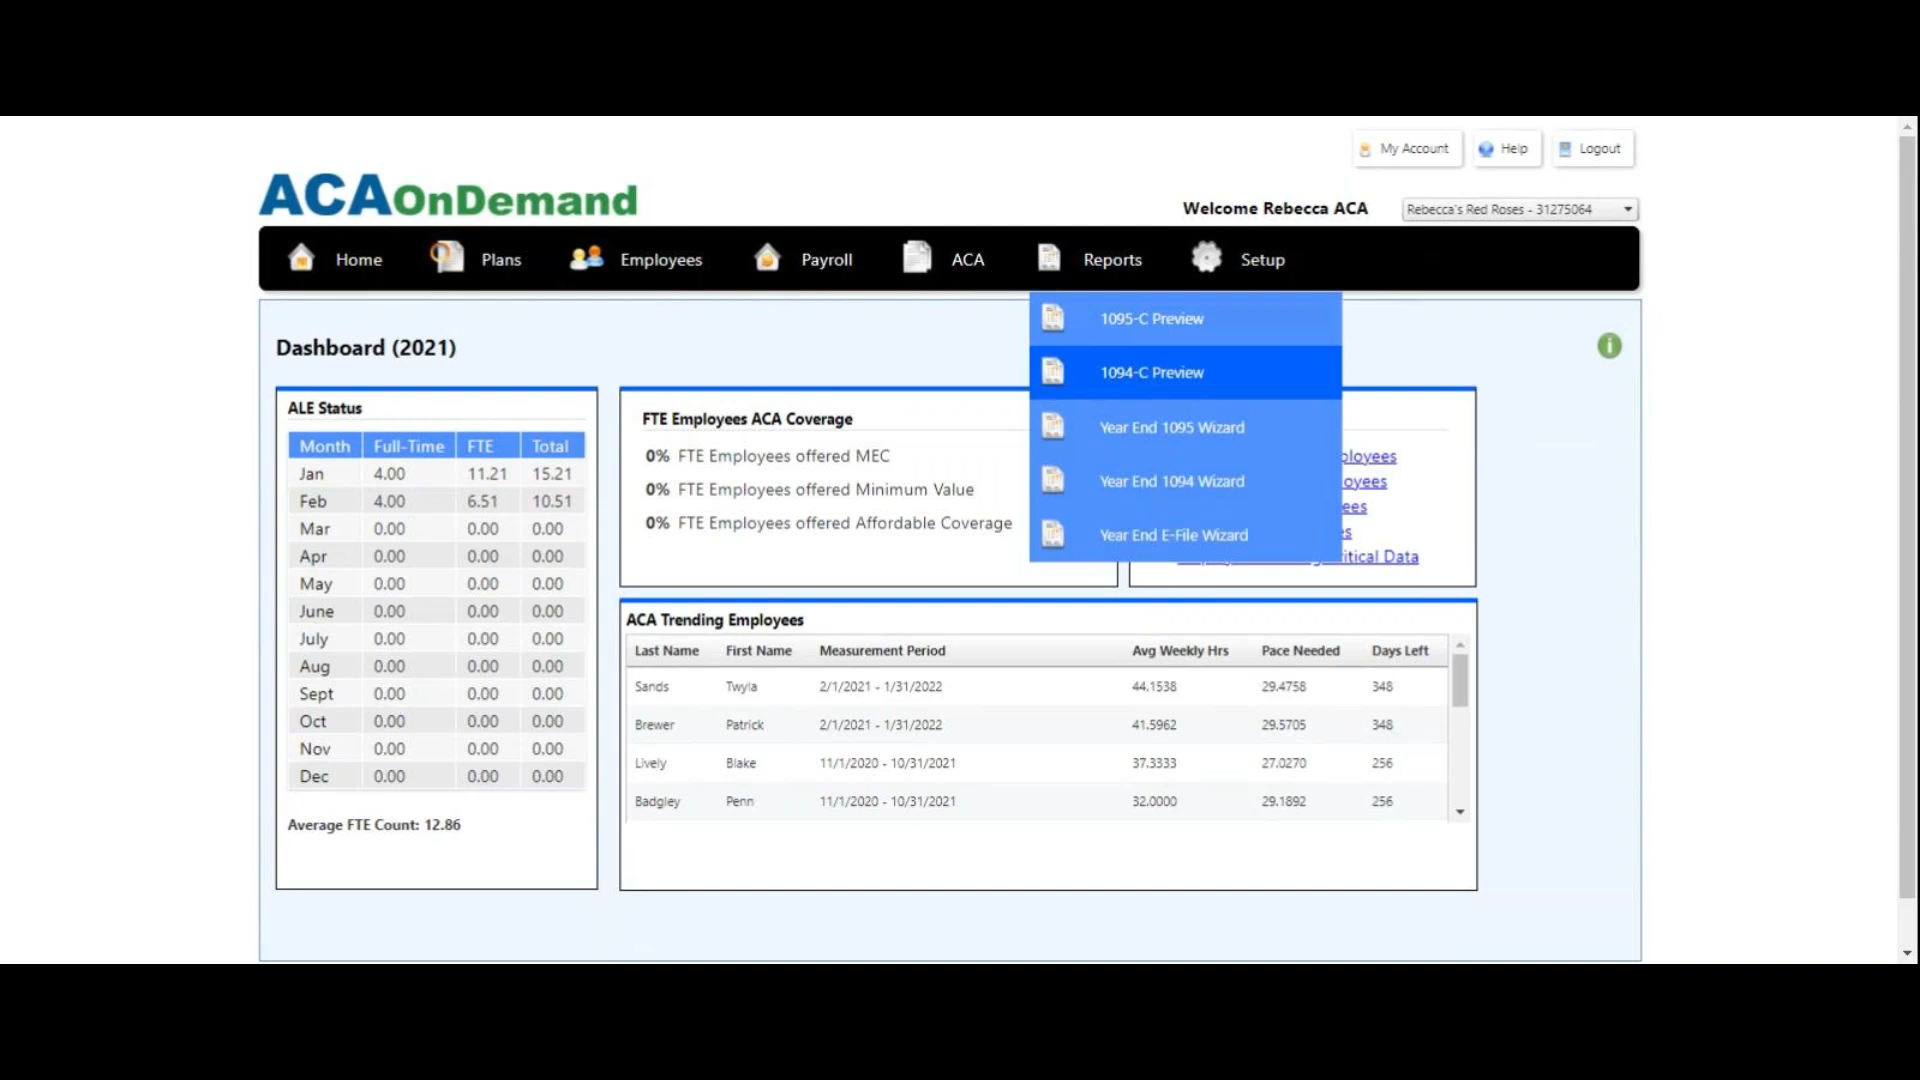 My Account Help Logout
ACAOnDemand
Welcome Rebecca ACA Rebecca's Red Roses - 31275064
Home Plans Employees Payroll ACA Reports Setup
1095-C Preview
1094-C Preview
Year End 1095 Wizard
Year End 1094 Wizard
Year End E-File Wizard
Dashboard (2021)
ALE Status
Month Full-Time FTE Total
Jan 4.00 11.21 15.21
Feb 4.00 6.51 10.51
Mar 0.00 0.00 0.00
Apr 0.00 0.00 0.00
May 0.00 0.00 0.00
June 0.00 0.00 0.00
July 0.00 0.00 0.00
Aug 0.00 0.00 0.00
Sept 0.00 0.00 0.00
Oct 0.00 0.00 0.00
Nov 0.00 0.00 0.00
Dec 0.00 0.00 0.00
Average FTE Count: 12.86
FTE Employees ACA Coverage
0% FTE Employees offered MEC
0% FTE Employees offered Minimum Value
0% FTE Employees offered Affordable Coverage
ployees
oyees
ees
s
itical Data
ACA Trending Employees
Last Name First Name Measurement Period Avg Weekly Hrs Pace Needed Days Left
Sands Twyla 2/1/2021 - 1/31/2022 44.1538 29.4758 348
Brewer Patrick 2/1/2021 - 1/31/2022 41.5962 29.5705 348
Lively Blake 11/1/2020 - 10/31/2021 37.3333 27.0270 256
Badgley Penn 11/1/2020 - 10/31/2021 32.0000 29.1892 256